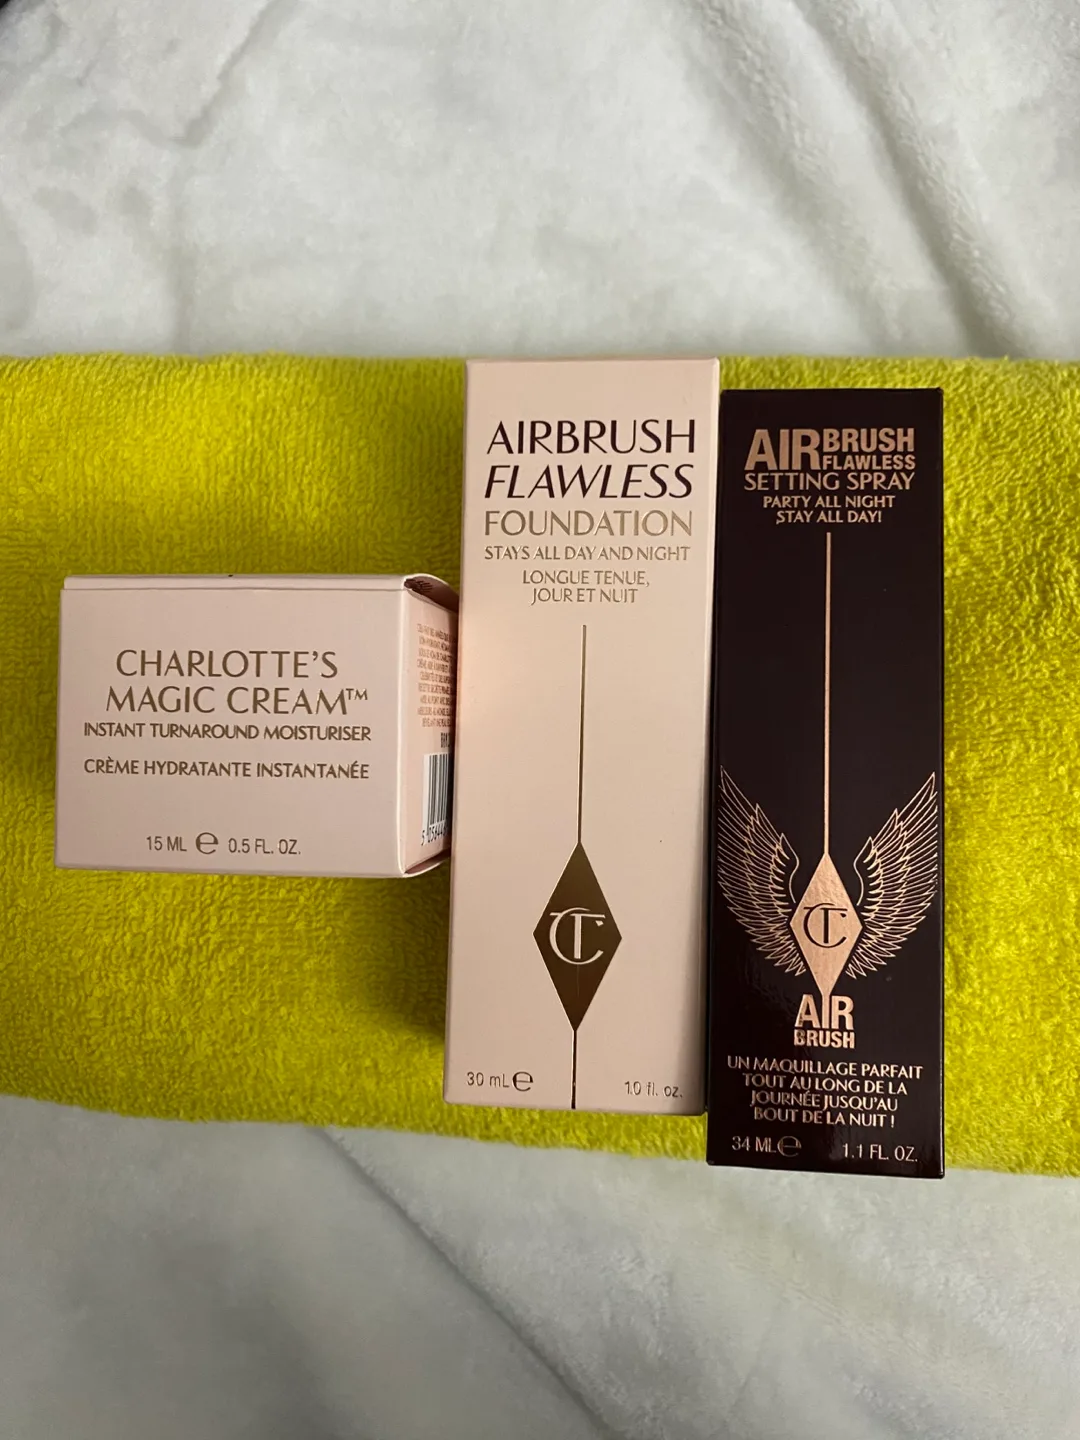 CHARLOTTE'S
MAGIC CREAM™
INSTANT TURNAROUND MOISTURISER
CRÈME HYDRATANTE INSTANTANÉE
15 ML ℮ 0.5 FL. OZ.
AIRBRUSH
FLAWLESS
FOUNDATION
STAYS ALL DAY AND NIGHT
LONGUE TENUE,
JOUR ET NUIT
CT
30 mL ℮ 1.0 fl. oz.
AIRBRUSH
FLAWLESS
SETTING SPRAY
PARTY ALL NIGHT
STAY ALL DAY!
CT
AIR
BRUSH
UN MAQUILLAGE PARFAIT
TOUT AU LONG DE LA
JOURNÉE JUSQU'AU
BOUT DE LA NUIT !
34 ML ℮ 1.1 FL. OZ.